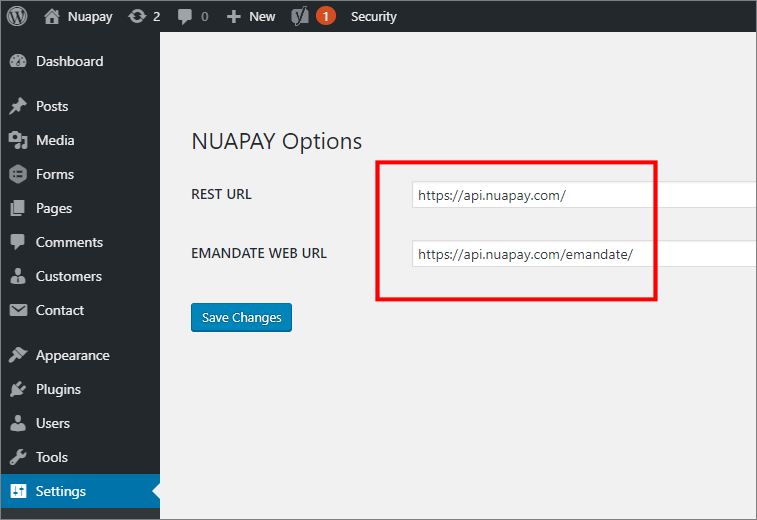 Nuapay 2 0 New 1 Security
Dashboard
Posts
Media
Forms
Pages
Comments
Customers
Contact
Appearance
Plugins
Users
Tools
Settings
NUAPAY Options
REST URL https://api.nuapay.com/
EMANDATE WEB URL https://api.nuapay.com/emandate/
Save Changes